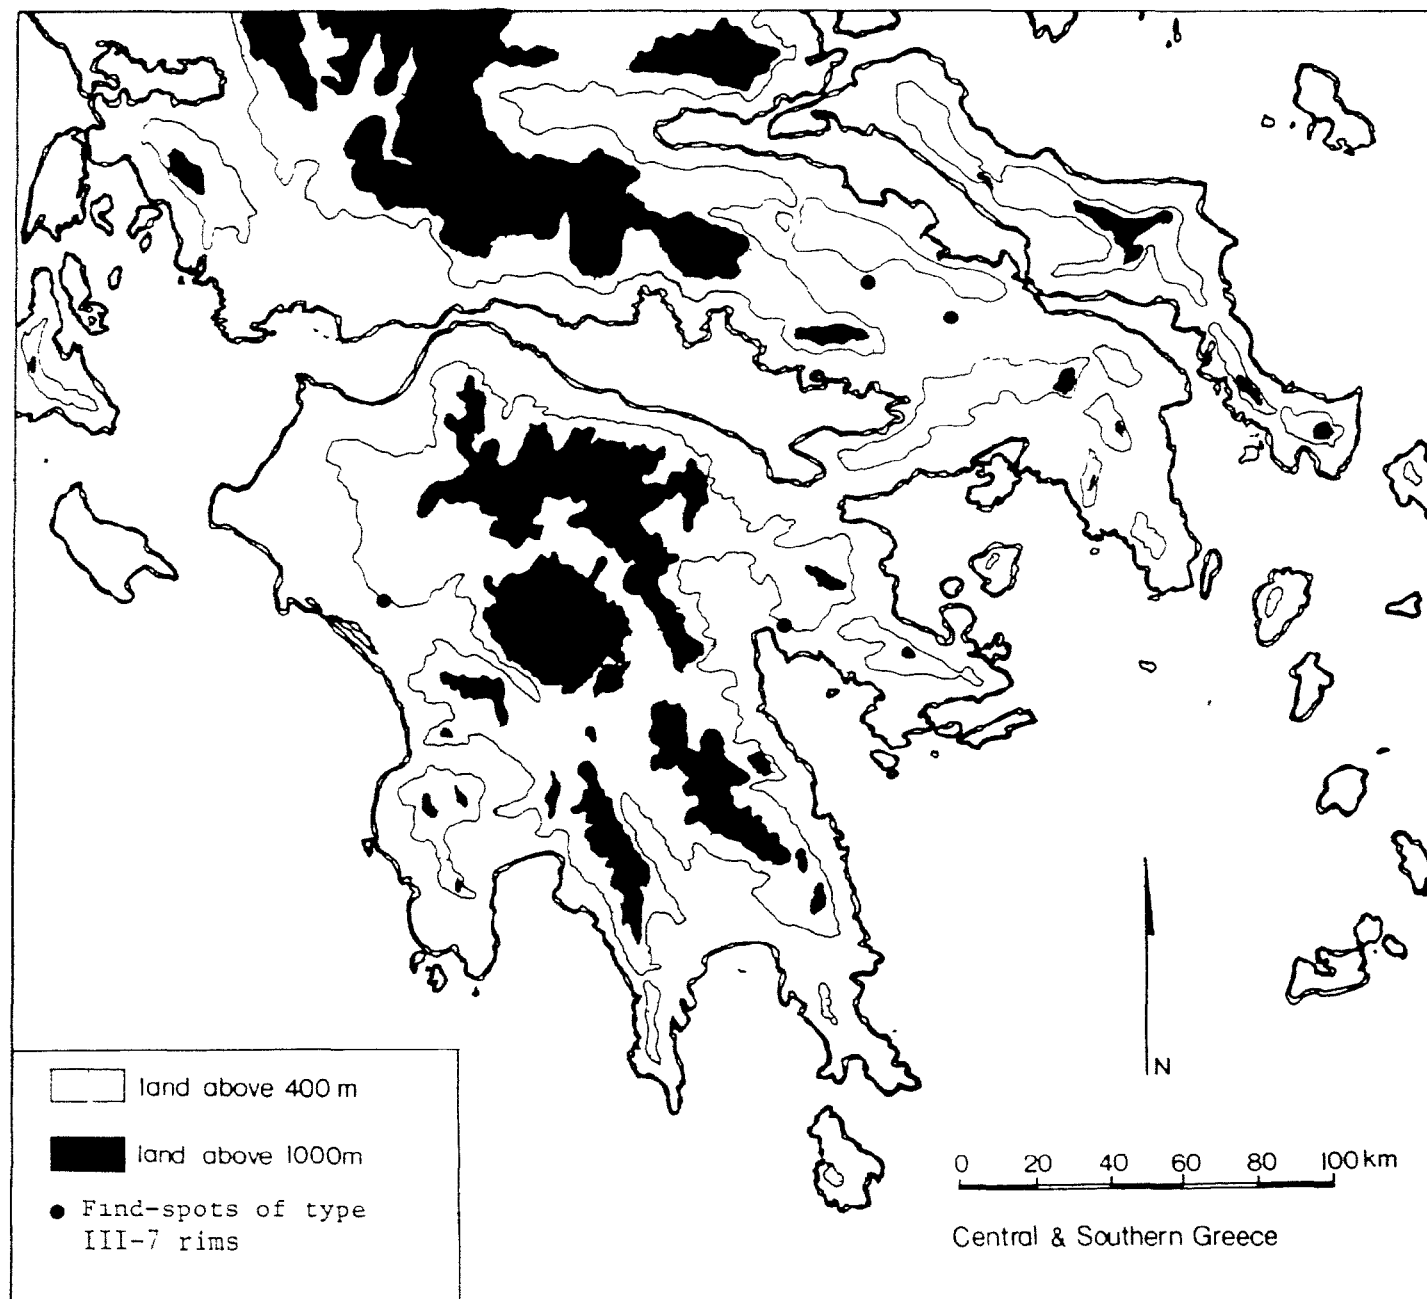 land above 400 m
land above 1000m
Find-spots of type
III-7 rims
N
0 20 40 60 80 100 km
Central & Southern Greece